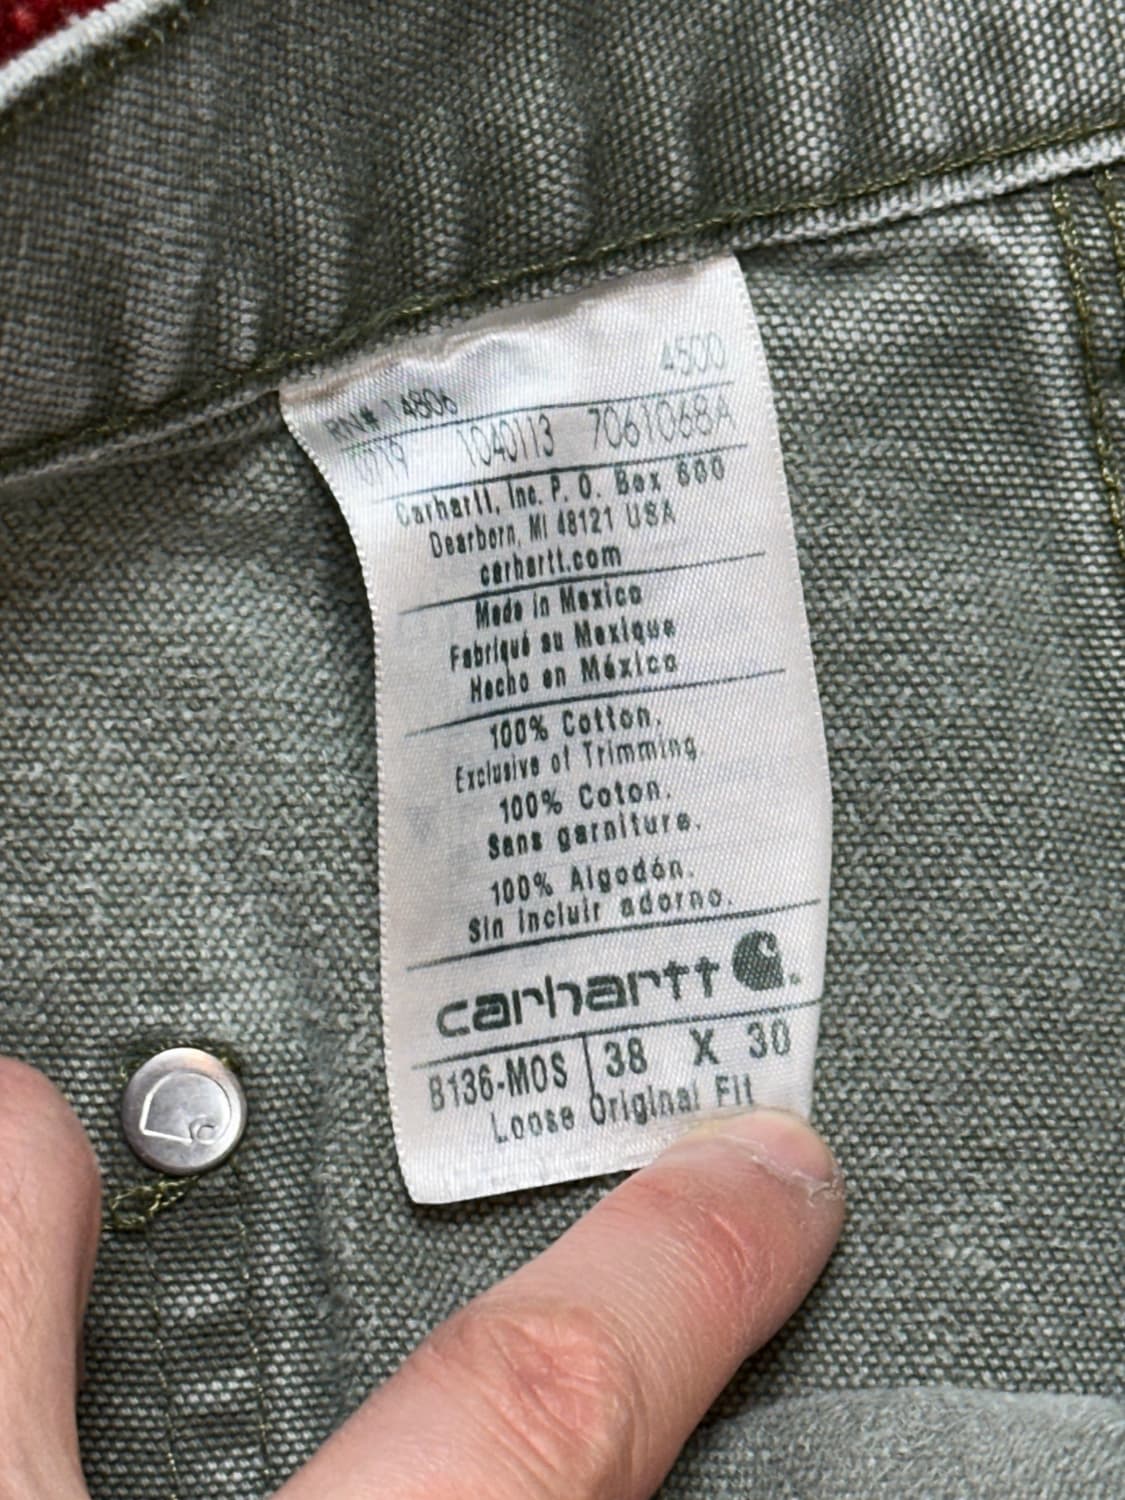 RN# 14806 4500
0719 1040113 7061068A
Carhartt, Inc. P. O. Box 600
Dearborn, MI 48121 USA
carhartt.com
Made in Mexico
Fabriqué au Mexique
Hecho en México
100% Cotton.
Exclusive of Trimming.
100% Coton.
Sans garniture.
100% Algodón.
Sin incluir adorno.
carhartt
B136-MOS 38 X 30
Loose Original Fit